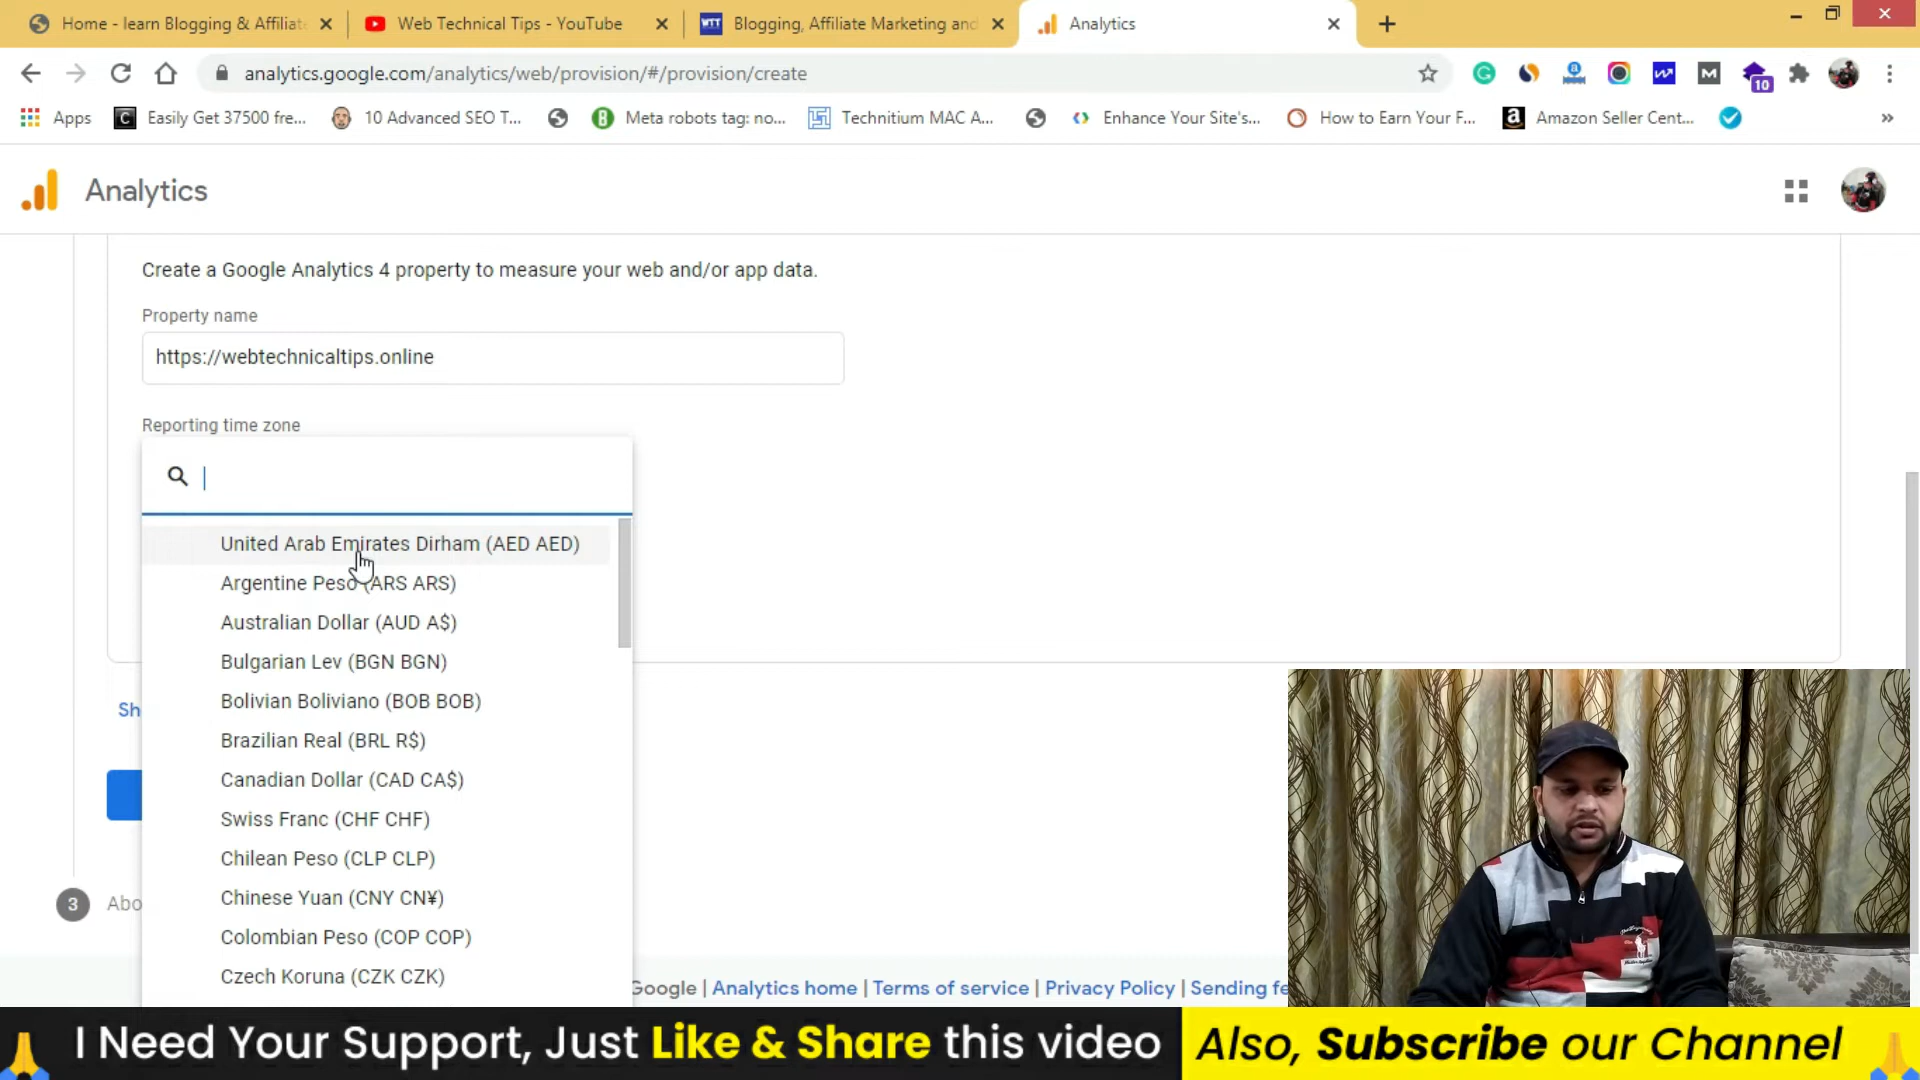 Home - learn Blogging & Affiliat
Web Technical Tips - YouTube
WTT
Blogging, Affiliate Marketing and
Analytics
analytics.google.com/analytics/web/provision/#/provision/create
10
Apps
Easily Get 37500 fre...
10 Advanced SEO T...
Meta robots tag: no...
Technitium MAC A...
Enhance Your Site's...
How to Earn Your F...
Amazon Seller Cent...
Analytics
Create a Google Analytics 4 property to measure your web and/or app data.
Property name
https://webtechnicaltips.online
Reporting time zone
United Arab Emirates Dirham (AED AED)
Argentine Peso (ARS ARS)
Australian Dollar (AUD A$)
Bulgarian Lev (BGN BGN)
Bolivian Boliviano (BOB BOB)
Sh
Brazilian Real (BRL R$)
Canadian Dollar (CAD CA$)
Swiss Franc (CHF CHF)
Chilean Peso (CLP CLP)
Chinese Yuan (CNY CN¥)
3 Abo
Colombian Peso (COP COP)
Czech Koruna (CZK CZK)
Google | Analytics home | Terms of service | Privacy Policy | Sending fe
I Need Your Support, Just Like & Share this video
Also, Subscribe our Channel